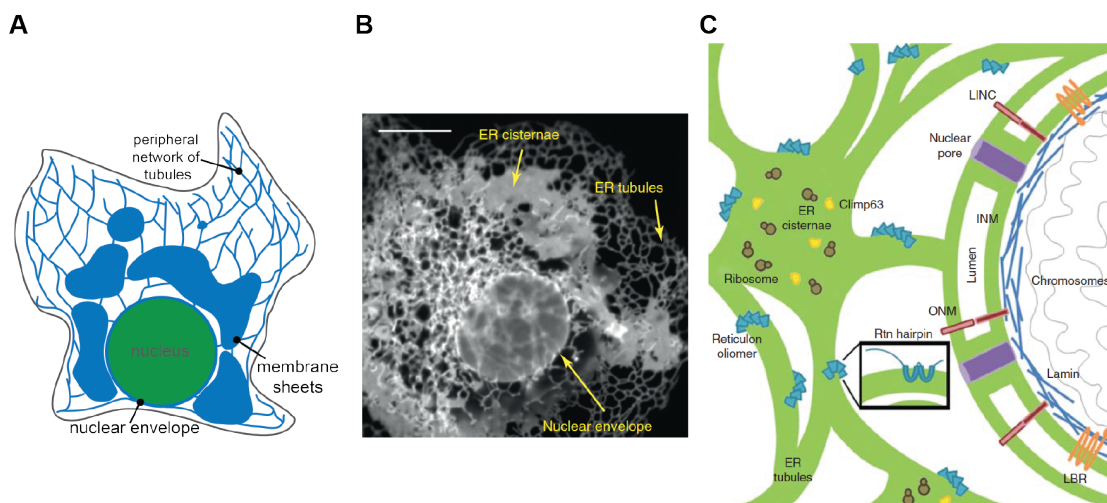 A
peripheral
network of
tubules
nucleus
membrane
sheets
nuclear envelope
B
ER cisternae
ER tubules
Nuclear envelope
C
LINC
Nuclear
pore
Climp63
ER
cisternae
INM
Lumen
Ribosome
Chromosomes
ONM
Rtn hairpin
Reticulon
oliomer
Lamin
ER
tubules
LBR